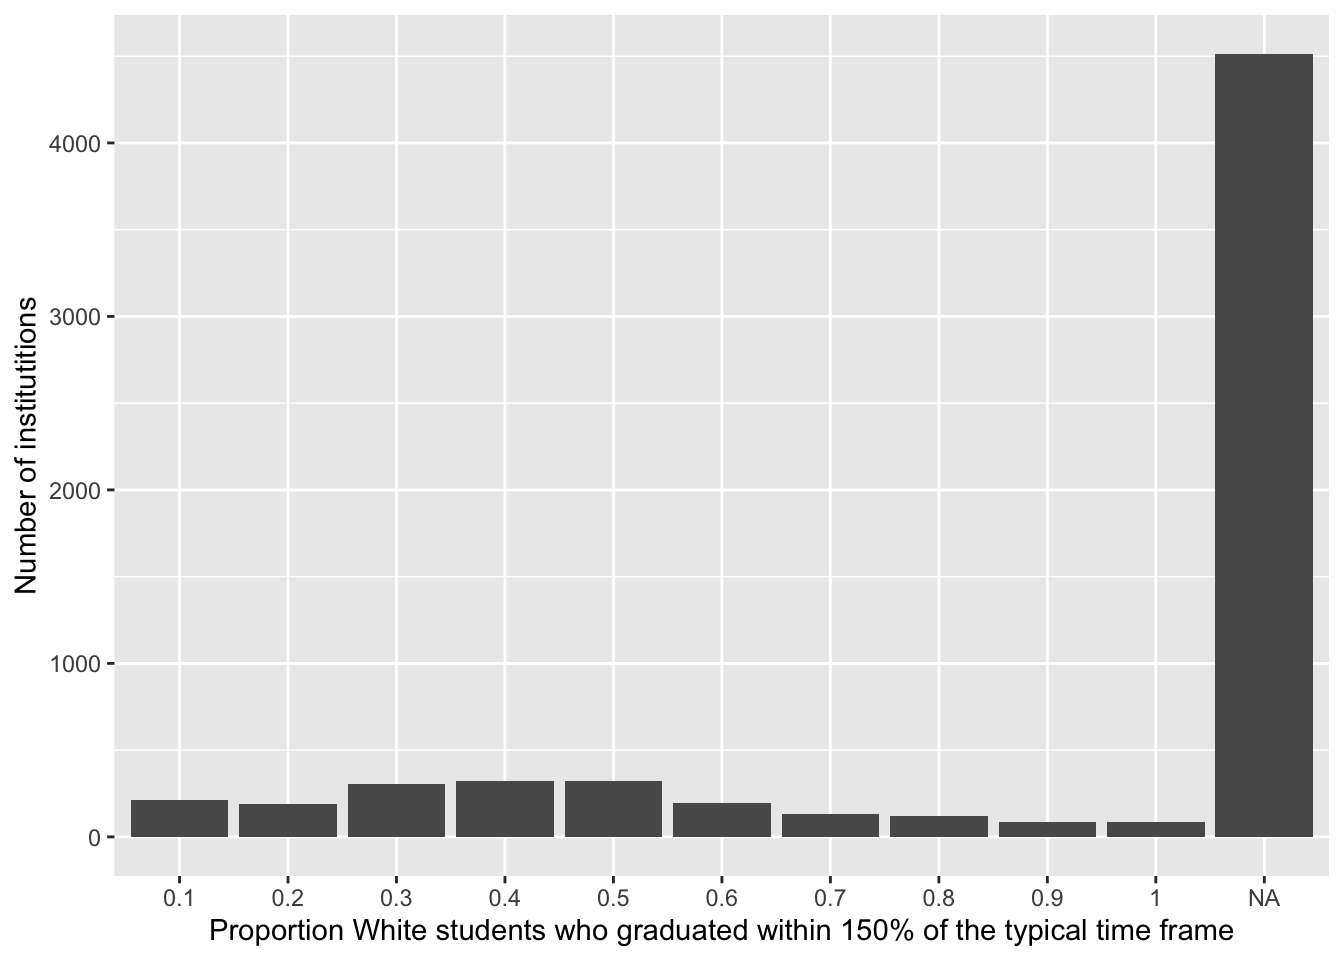 Number of institutitions
4000
3000
2000
1000
0
0.1 0.2 0.3 0.4 0.5 0.6 0.7 0.8 0.9 1 NA
Proportion White students who graduated within 150% of the typical time frame